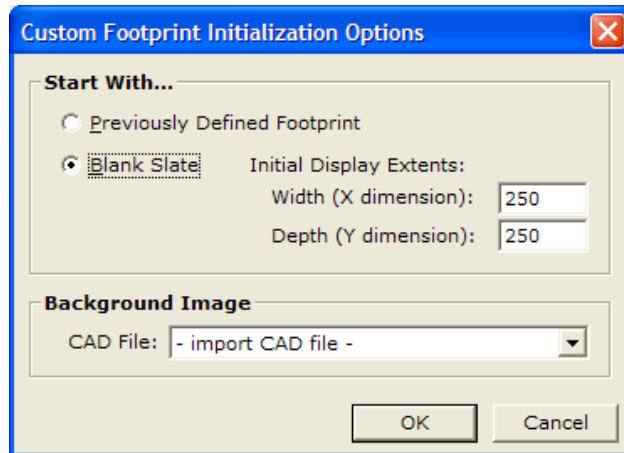 Custom Footprint Initialization Options
Start With...
Previously Defined Footprint
Blank Slate Initial Display Extents:
Width (X dimension): 250
Depth (Y dimension): 250
Background Image
CAD File: - import CAD file -
OK Cancel